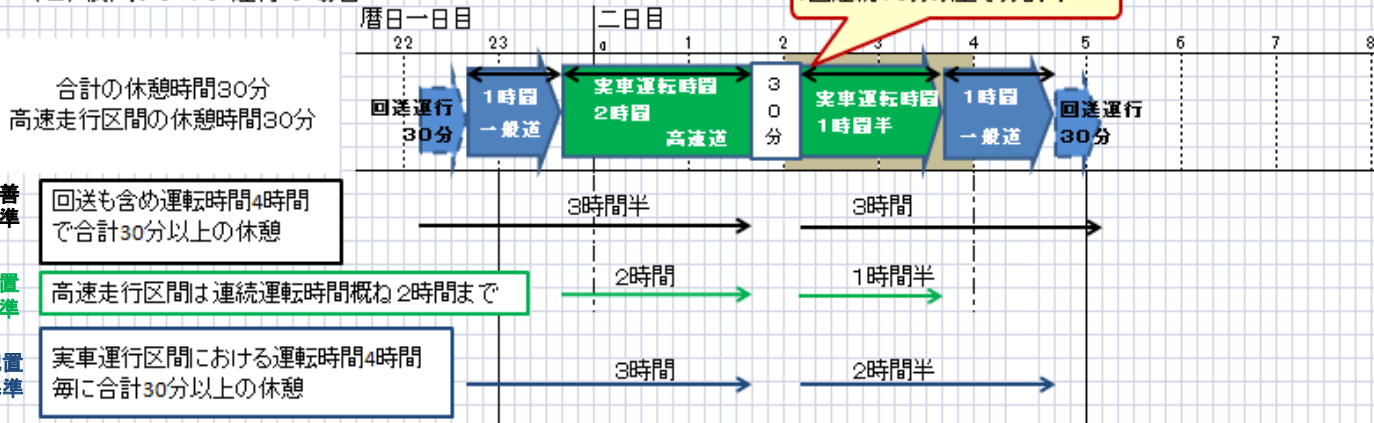 暦日一日目
二日目
22 23 0 1 2 3 4 5 6 7 8
合計の休憩時間30分
高速走行区間の休憩時間30分
回送運行
30分
1時間
一般道
実車運転時間
2時間
高速道
30分
実車運転時間
1時間半
1時間
一般道
回送運行
30分
善
準
回送も含め運転時間4時間
で合計30分以上の休憩
3時間半
3時間
置
準
高速走行区間は連続運転時間概ね2時間まで
2時間
1時間半
置
準
実車運行区間における運転時間4時間
毎に合計30分以上の休憩
3時間
2時間半